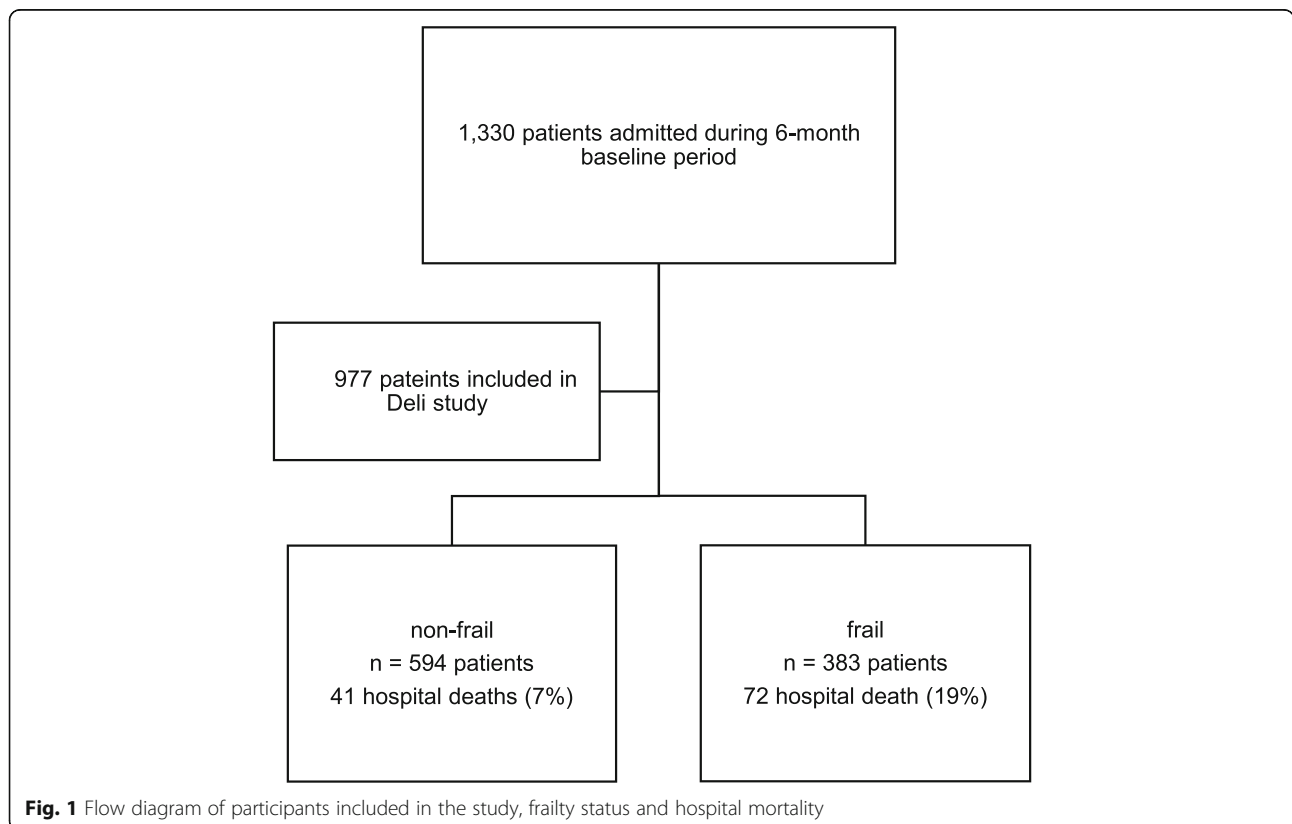 1,330 patients admitted during 6-month
baseline period
977 pateints included in
Deli study
non-frail
n = 594 patients
41 hospital deaths (7%)
frail
n = 383 patients
72 hospital death (19%)
Fig. 1 Flow diagram of participants included in the study, frailty status and hospital mortality